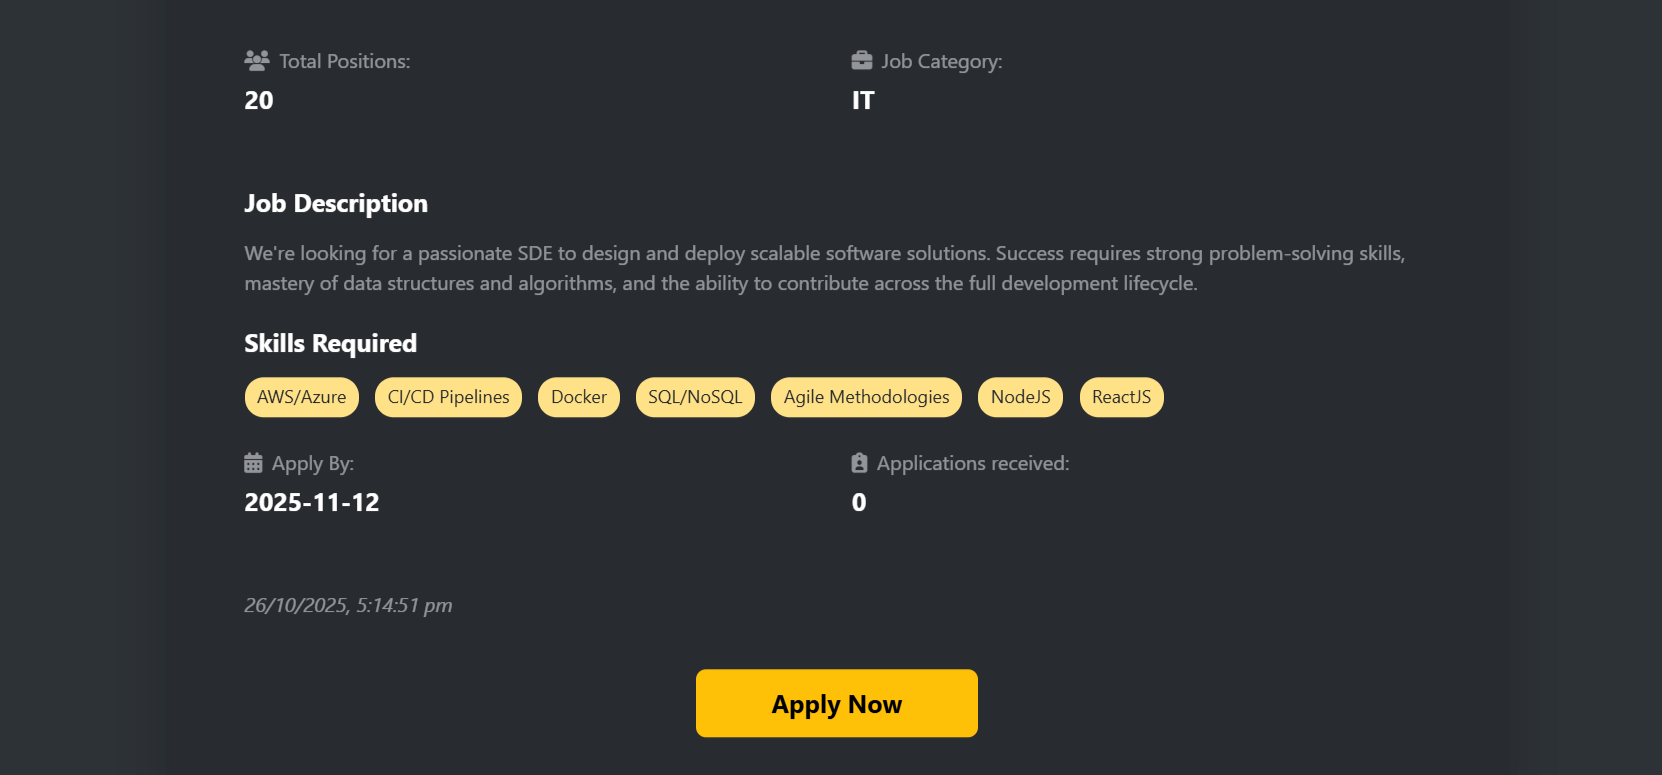 Total Positions:
20
Job Category:
IT
Job Description
We're looking for a passionate SDE to design and deploy scalable software solutions. Success requires strong problem-solving skills,
mastery of data structures and algorithms, and the ability to contribute across the full development lifecycle.
Skills Required
AWS/Azure CI/CD Pipelines Docker SQL/NoSQL Agile Methodologies NodeJS ReactJS
Apply By:
2025-11-12
Applications received:
0
26/10/2025, 5:14:51 pm
Apply Now